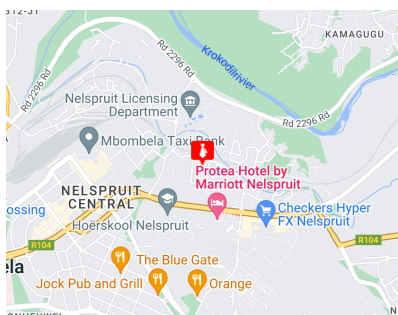 312-J1
KAMAGUGU
Krokodilrivier
Rd 2296 Rd
Rd 2296 Rd
Rd 2296 Rd
Nelspruit Licensing
Department
Mbombela Taxi Rank
Protea Hotel by
Marriott Nelspruit
NELSPRUIT
CENTRAL
ossing
Hoërskool Nelspruit
Checkers Hyper
FX Nelspruit
R104
R104
ela
The Blue Gate
Jock Pub and Grill
Orange
N